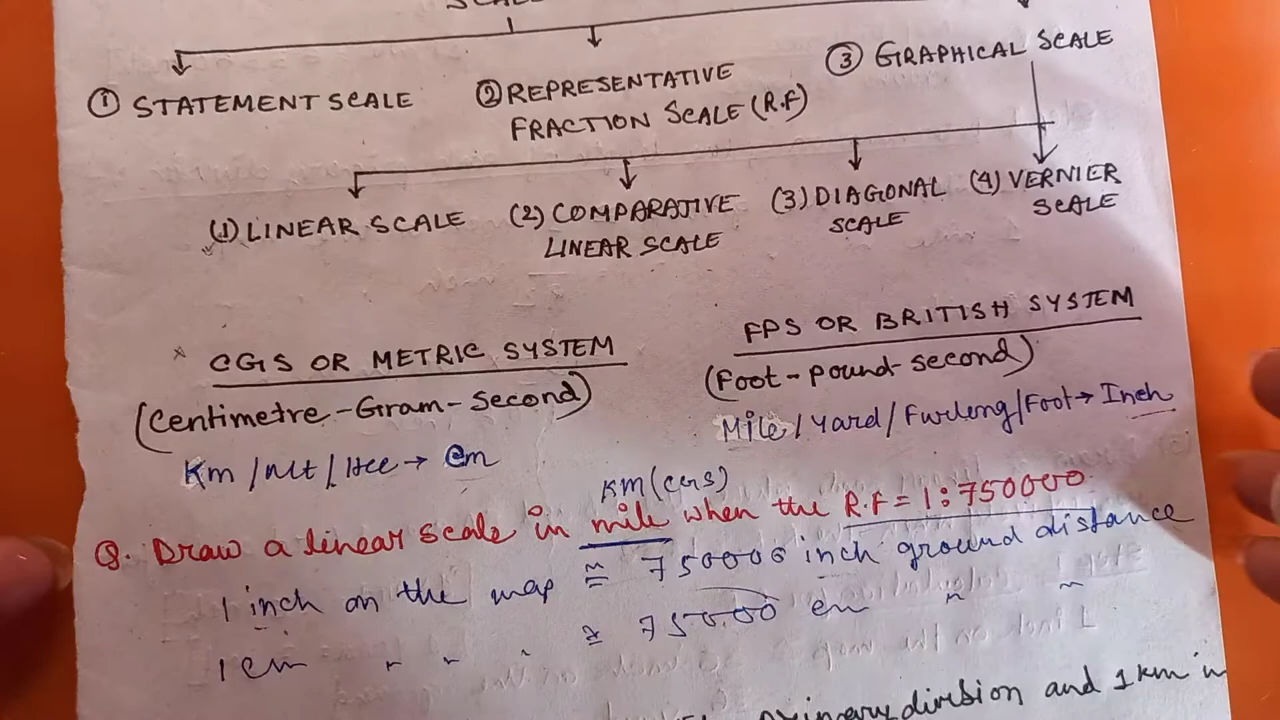 ① STATEMENT SCALE
② REPRESENTATIVE
FRACTION SCALE (R.F)
③ GRAPHICAL SCALE
(1) LINEAR SCALE
(2) COMPARATIVE
LINEAR SCALE
(3) DIAGONAL
SCALE
(4) VERNIER
SCALE
CGS OR METRIC SYSTEM
(Centimetre-Gram-second)
Km / Mt / → cm
FPS OR BRITISH SYSTEM
(Foot-pound-second)
Mile / Yard / Furlong / Foot → Inch
KM (CGS)
Q. Draw a linear scale in mile when the R.F = 1:750000
1 inch on the map ≅ 750000 inch ground distance
1 cm " " " ≅ 750000 cm " "
division and 1 km in